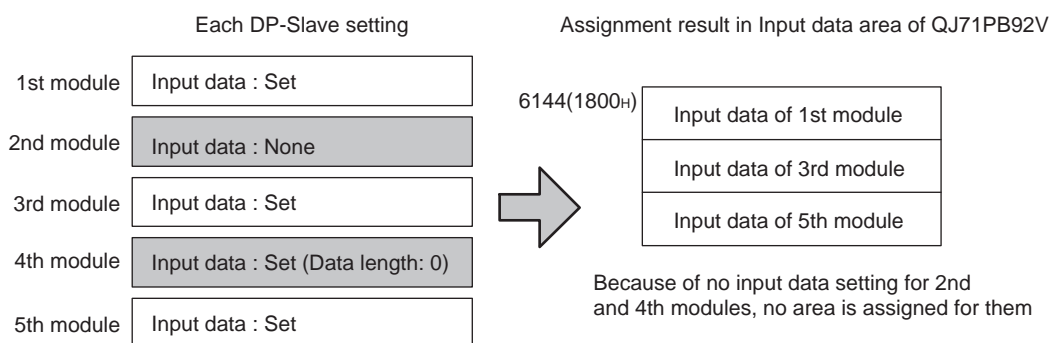 Each DP-Slave setting
Assignment result in Input data area of QJ71PB92V
1st module
Input data : Set
2nd module
Input data : None
3rd module
Input data : Set
4th module
Input data : Set (Data length: 0)
5th module
Input data : Set
6144(1800H)
Input data of 1st module
Input data of 3rd module
Input data of 5th module
Because of no input data setting for 2nd
and 4th modules, no area is assigned for them